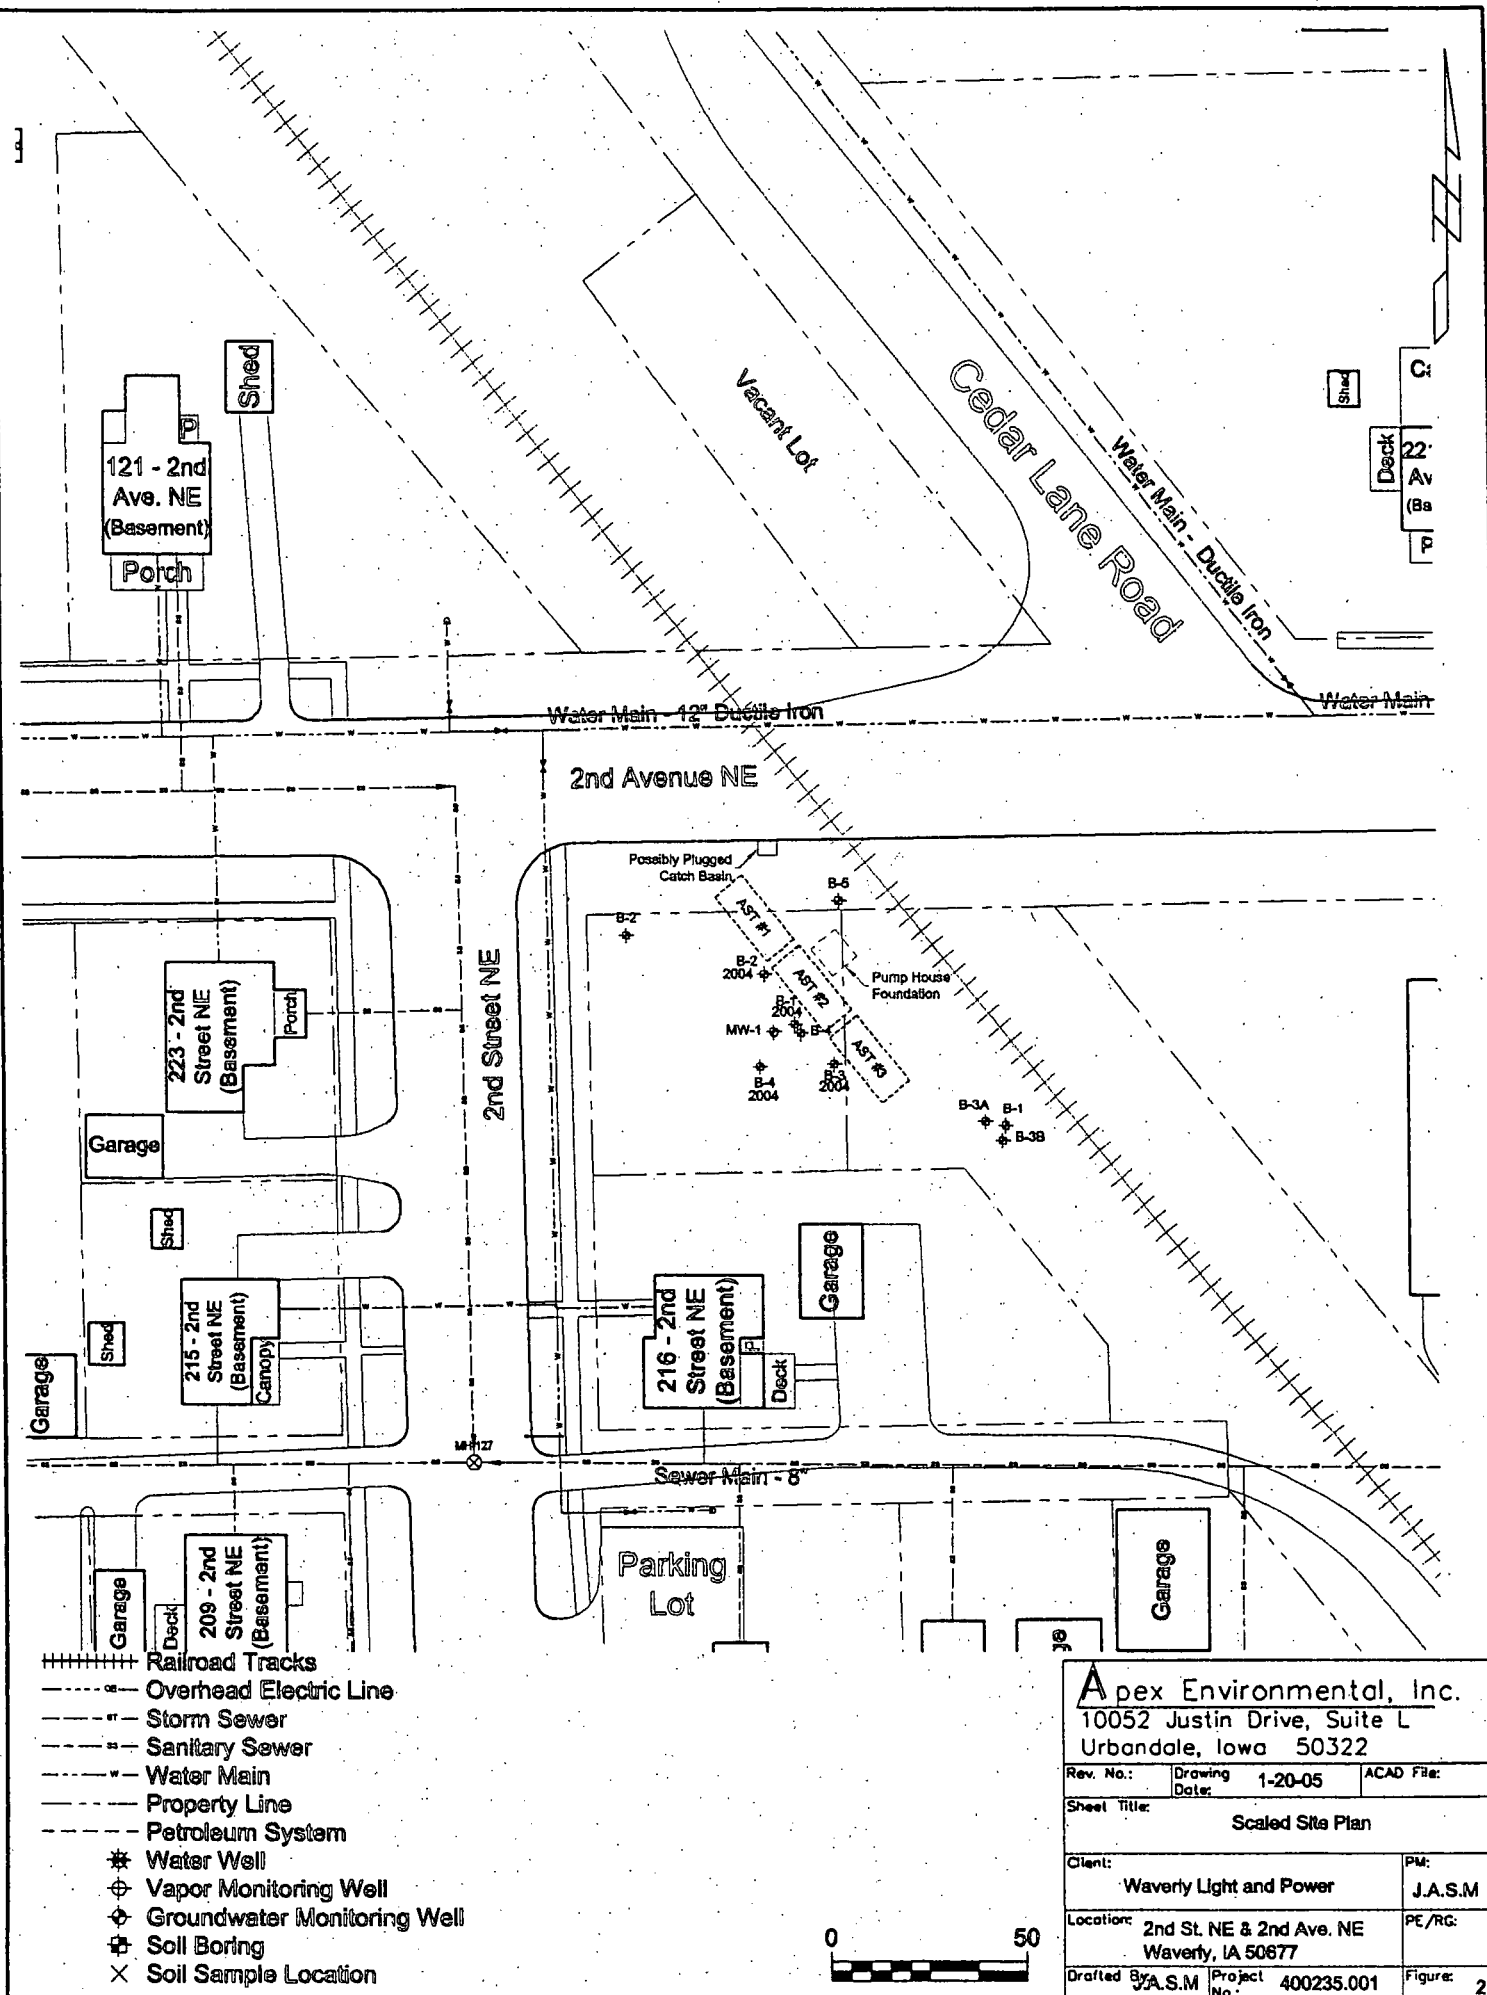 Shed
P
121 - 2nd
Ave. NE
(Basement)
Porch
Vacant Lot
Cedar Lane Road
Water Main - Ductile Iron
Shed
Deck
Water Main
Water Main - 12" Ductile Iron
2nd Avenue NE
Possibly Plugged
Catch Basin
B-5
B-2
AST #1
B-2
2004
AST #2
Pump House
Foundation
B-1
2004
MW-1
B-4
AST #3
B-4
2004
B-3
2004
B-3A
B-1
B-3B
2nd Street NE
223 - 2nd
Street NE
(Basement)
Porch
Garage
Shed
215 - 2nd
Street NE
(Basement)
Canopy
Shed
Garage
216 - 2nd
Street NE
(Basement)
P
Deck
Garage
MH127
Sewer Main - 8"
Parking
Lot
Garage
209 - 2nd
Street NE
(Basement)
Deck
Garage
Railroad Tracks
Overhead Electric Line
Storm Sewer
Sanitary Sewer
Water Main
Property Line
Petroleum System
Water Well
Vapor Monitoring Well
Groundwater Monitoring Well
Soil Boring
Soil Sample Location
0 50
Apex Environmental, Inc.
10052 Justin Drive, Suite L
Urbandale, Iowa 50322
Rev. No.: Drawing Date: 1-20-05 ACAD File:
Sheet Title:
Scaled Site Plan
Client: PM:
Waverly Light and Power J.A.S.M
Location: 2nd St. NE & 2nd Ave. NE PE/RG:
Waverly, IA 50677
Drafted By: J.A.S.M Project No.: 400235.001 Figure: 2